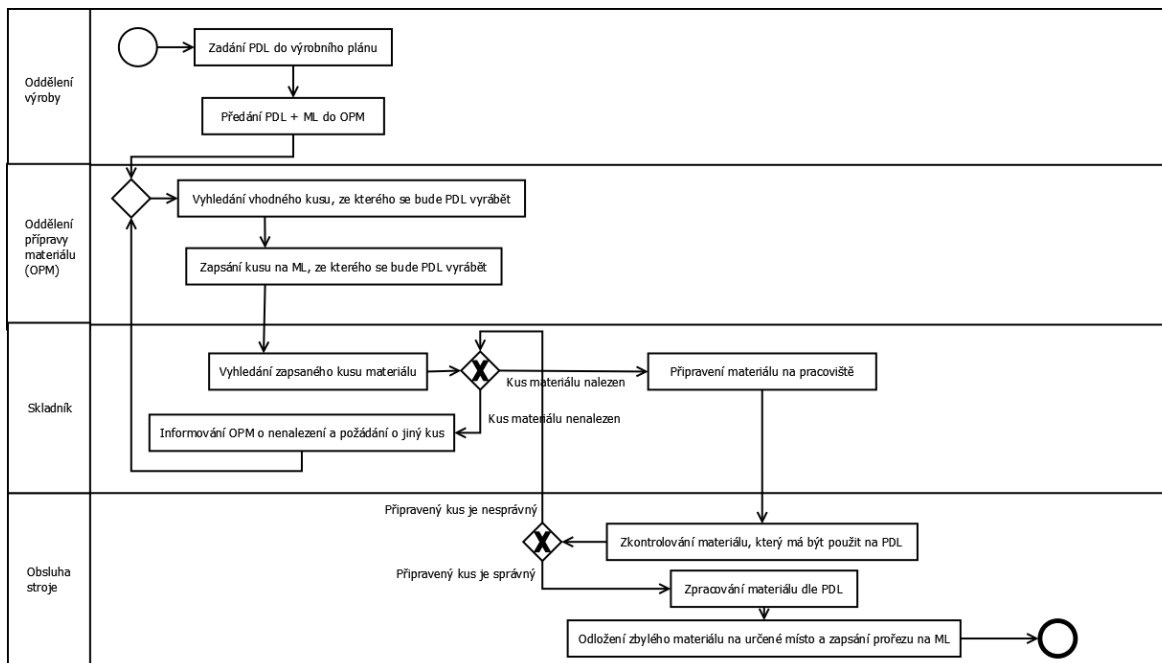 Oddělení
výroby
Zadání PDL do výrobního plánu
Předání PDL + ML do OPM
Oddělení
přípravy
materiálu
(OPM)
Vyhledání vhodného kusu, ze kterého se bude PDL vyrábět
Zapsání kusu na ML, ze kterého se bude PDL vyrábět
Skladník
Vyhledání zapsaného kusu materiálu
X
Kus materiálu nalezen
Připravení materiálu na pracoviště
Kus materiálu nenalezen
Informování OPM o nenalezení a požádání o jiný kus
Obsluha
stroje
Připravený kus je nesprávný
X
Zkontrolování materiálu, který má být použit na PDL
Připravený kus je správný
Zpracování materiálu dle PDL
Odložení zbylého materiálu na určené místo a zapsání prořezu na ML